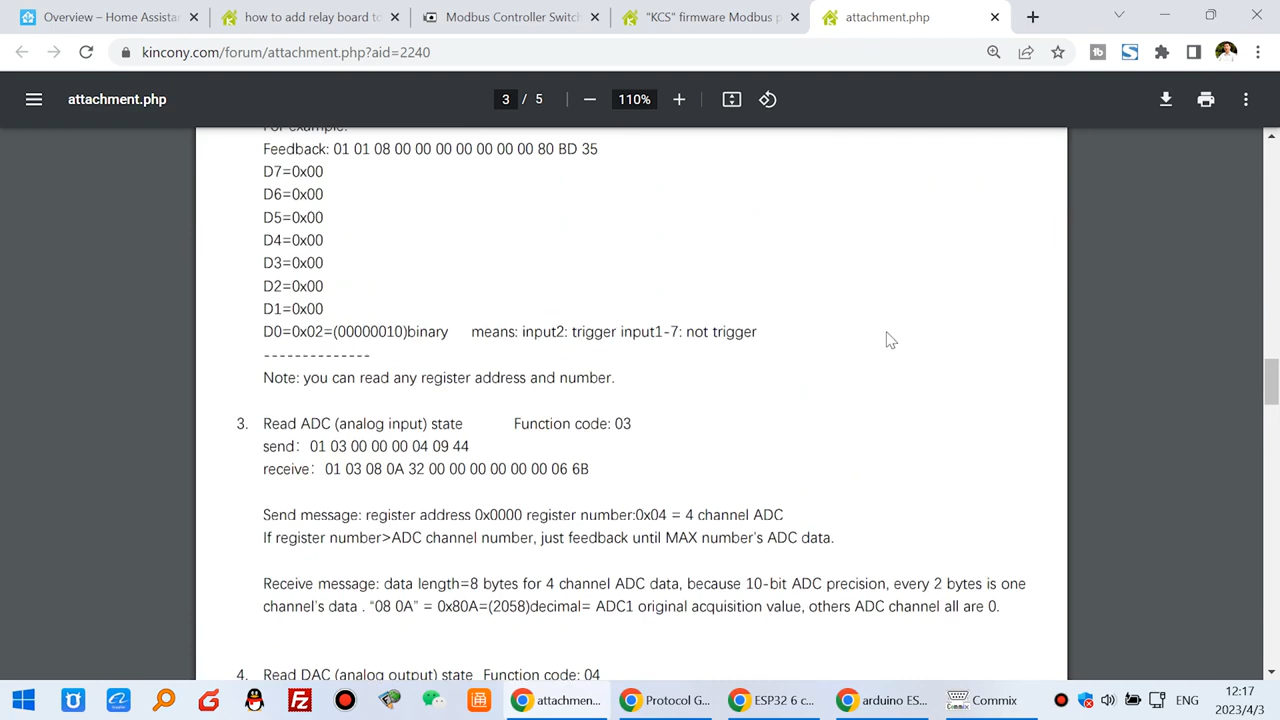 Overview – Home Assistan
how to add relay board to
Modbus Controller Switch
"KCS" firmware Modbus p
attachment.php
kincony.com/forum/attachment.php?aid=2240
attachment.php
3 / 5
110%
For example:
Feedback: 01 01 08 00 00 00 00 00 00 00 80 BD 35
D7=0x00
D6=0x00
D5=0x00
D4=0x00
D3=0x00
D2=0x00
D1=0x00
D0=0x02=(00000010)binary means: input2: trigger input1-7: not trigger
--------------
Note: you can read any register address and number.
3. Read ADC (analog input) state Function code: 03
send： 01 03 00 00 00 04 09 44
receive： 01 03 08 0A 32 00 00 00 00 00 00 06 6B
Send message: register address 0x0000 register number:0x04 = 4 channel ADC
If register number>ADC channel number, just feedback until MAX number's ADC data.
Receive message: data length=8 bytes for 4 channel ADC data, because 10-bit ADC precision, every 2 bytes is one
channel's data . “08 0A” = 0x80A=(2058)decimal= ADC1 original acquisition value, others ADC channel all are 0.
4. Read DAC (analog output) state Function code: 04
attachmen...
Protocol G...
ESP32 6 c...
arduino ES...
Commix
ENG
12:17
2023/4/3